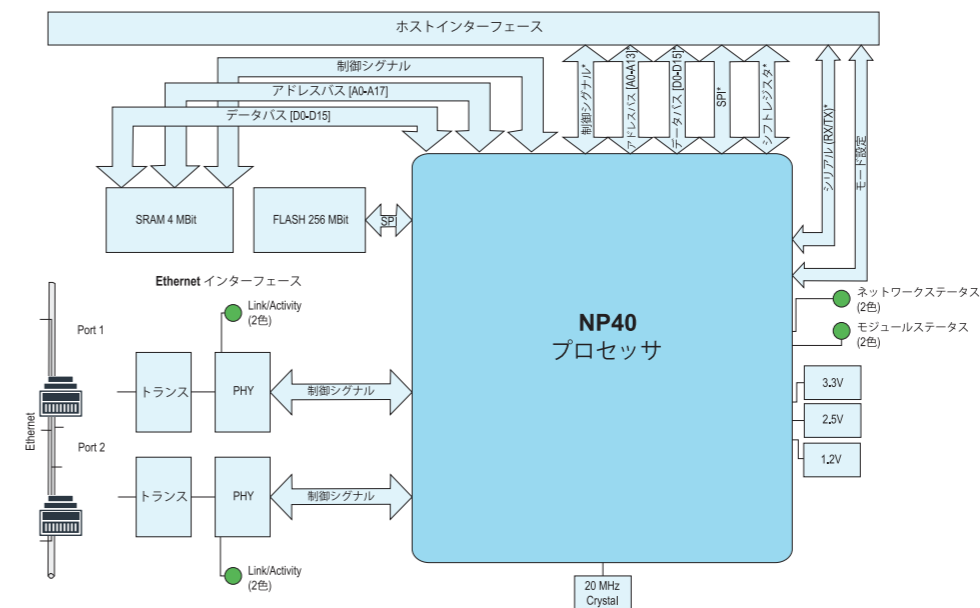 ホストインターフェース
制御シグナル
アドレスバス [A0-A17]
データバス [D0-D15]
制御シグナル*
アドレスバス [A0-A13]*
データバス [D0-D15]*
SPI*
シフトレジスタ*
シリアル (RX/TX)*
モード設定
SRAM 4 MBit
FLASH 256 MBit
SPI
Ethernet インターフェース
Link/Activity
(2色)
Port 1
トランス
PHY
制御シグナル
Ethernet
Port 2
トランス
PHY
制御シグナル
Link/Activity
(2色)
NP40
プロセッサ
ネットワークステータス
(2色)
モジュールステータス
(2色)
3.3V
2.5V
1.2V
20 MHz
Crystal